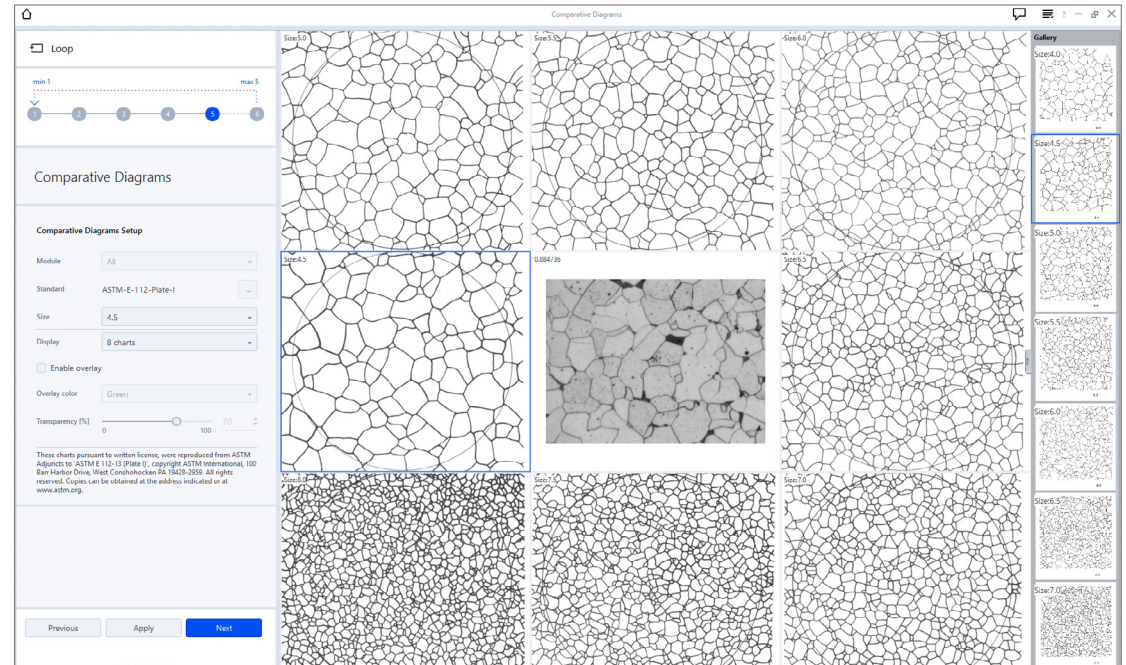 Comparative Diagrams
?
Loop
min 1
max 5
1
2
3
4
5
6
Comparative Diagrams
Comparative Diagrams Setup
Module
All
Standard
ASTM-E-112-Plate-I
...
Size
4.5
Display
8 charts
Enable overlay
Overlay color
Green
Transparency [%]
70
0
100
These charts pursuant to written license, were reproduced from ASTM
Adjuncts to 'ASTM E 112-13 (Plate I)', copyright ASTM International, 100
Barr Harbor Drive, West Conshohocken PA 19428-2959. All rights
reserved. Copies can be obtained at the address indicated or at
www.astm.org.
Previous
Apply
Next
Size:5.0
Size:5.5
Size:6.0
Size:4.5
0.884736
Size:6.5
Size:8.0
Size:7.5
Size:7.0
Gallery
Size:4.0
Size:4.5
Size:5.0
Size:5.5
Size:6.0
Size:6.5
Size:7.0